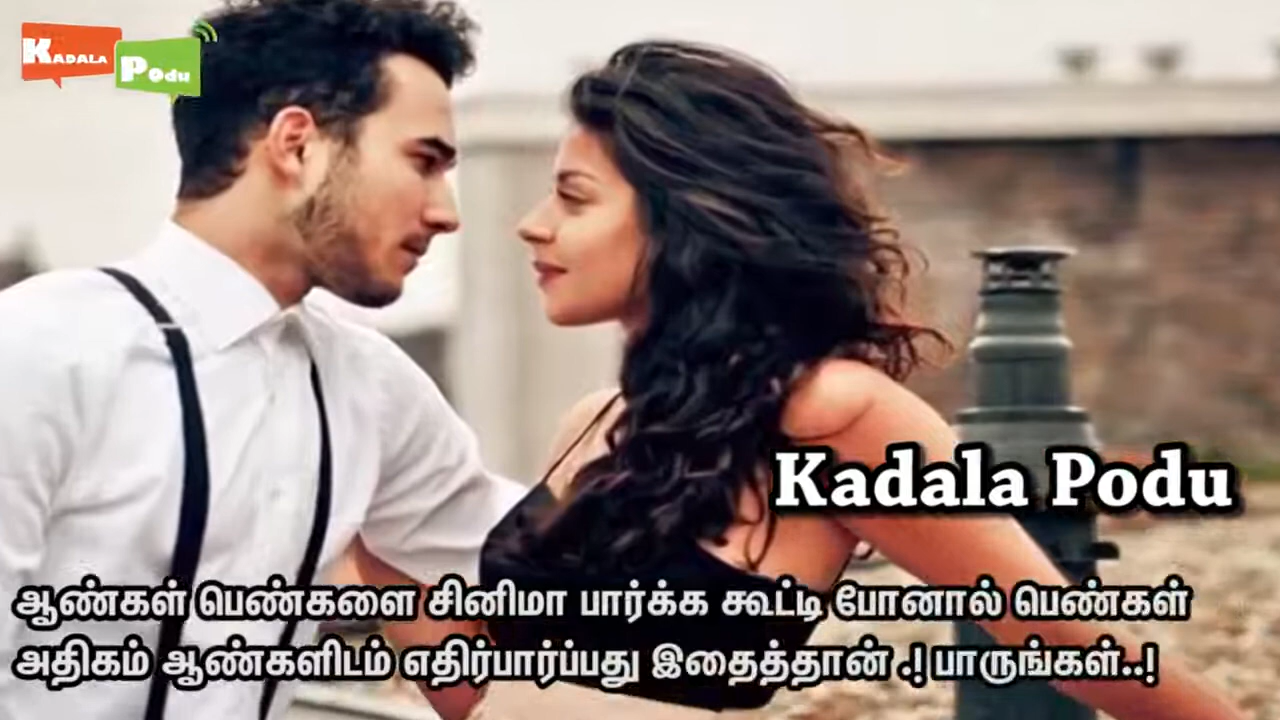 KADALA
Podu
Kadala Podu
ஆண்கள் பெண்களை சினிமா பார்க்க கூட்டி போனால் பெண்கள்
அதிகம் ஆண்களிடம் எதிர்பார்ப்பது இதைத்தான் .! பாருங்கள்..!